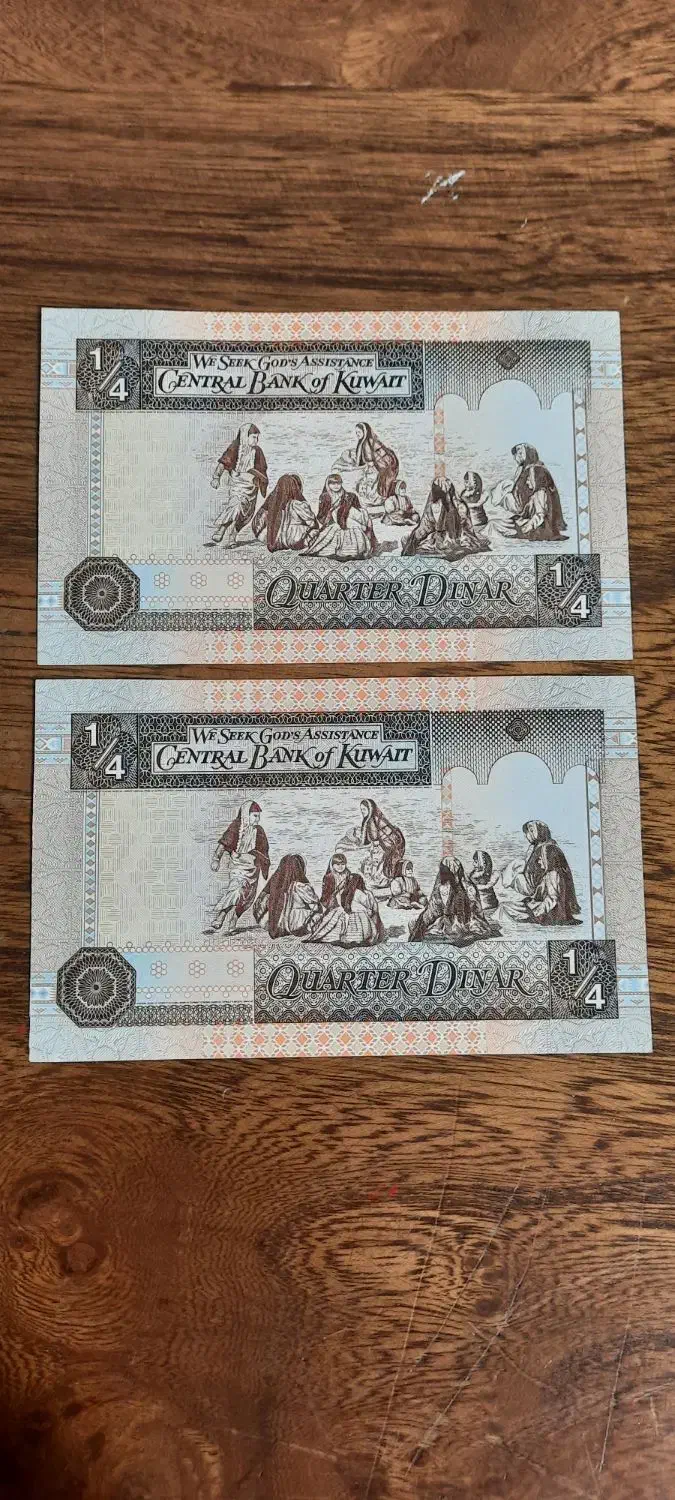 1/4
We Seek God's Assistance
Central Bank of Kuwait
Quarter Dinar
1/4
1/4
We Seek God's Assistance
Central Bank of Kuwait
Quarter Dinar
1/4